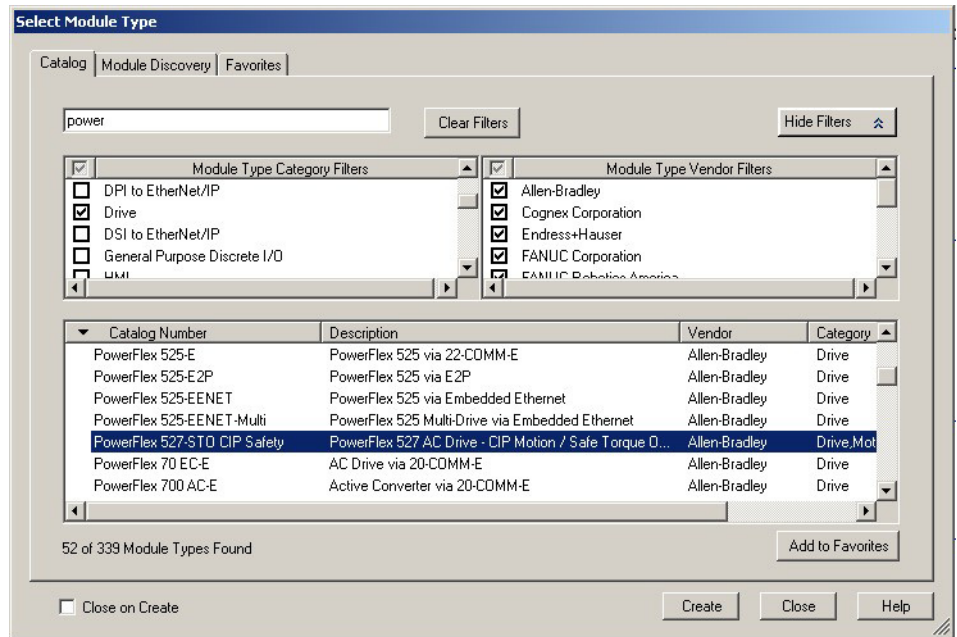 Select Module Type
Catalog Module Discovery Favorites
power Clear Filters Hide Filters
Module Type Category Filters Module Type Vendor Filters
DPI to EtherNet/IP Allen-Bradley
Drive Cognex Corporation
DSI to EtherNet/IP Endress+Hauser
General Purpose Discrete I/O FANUC Corporation
HMI FANUC Robotics America
Catalog Number Description Vendor Category
PowerFlex 525-E PowerFlex 525 via 22-COMM-E Allen-Bradley Drive
PowerFlex 525-E2P PowerFlex 525 via E2P Allen-Bradley Drive
PowerFlex 525-EENET PowerFlex 525 via Embedded Ethernet Allen-Bradley Drive
PowerFlex 525-EENET-Multi PowerFlex 525 Multi-Drive via Embedded Ethernet Allen-Bradley Drive
PowerFlex 527-STO CIP Safety PowerFlex 527 AC Drive - CIP Motion / Safe Torque O... Allen-Bradley Drive,Mot
PowerFlex 70 EC-E AC Drive via 20-COMM-E Allen-Bradley Drive
PowerFlex 700 AC-E Active Converter via 20-COMM-E Allen-Bradley Drive
52 of 339 Module Types Found Add to Favorites
Close on Create Create Close Help